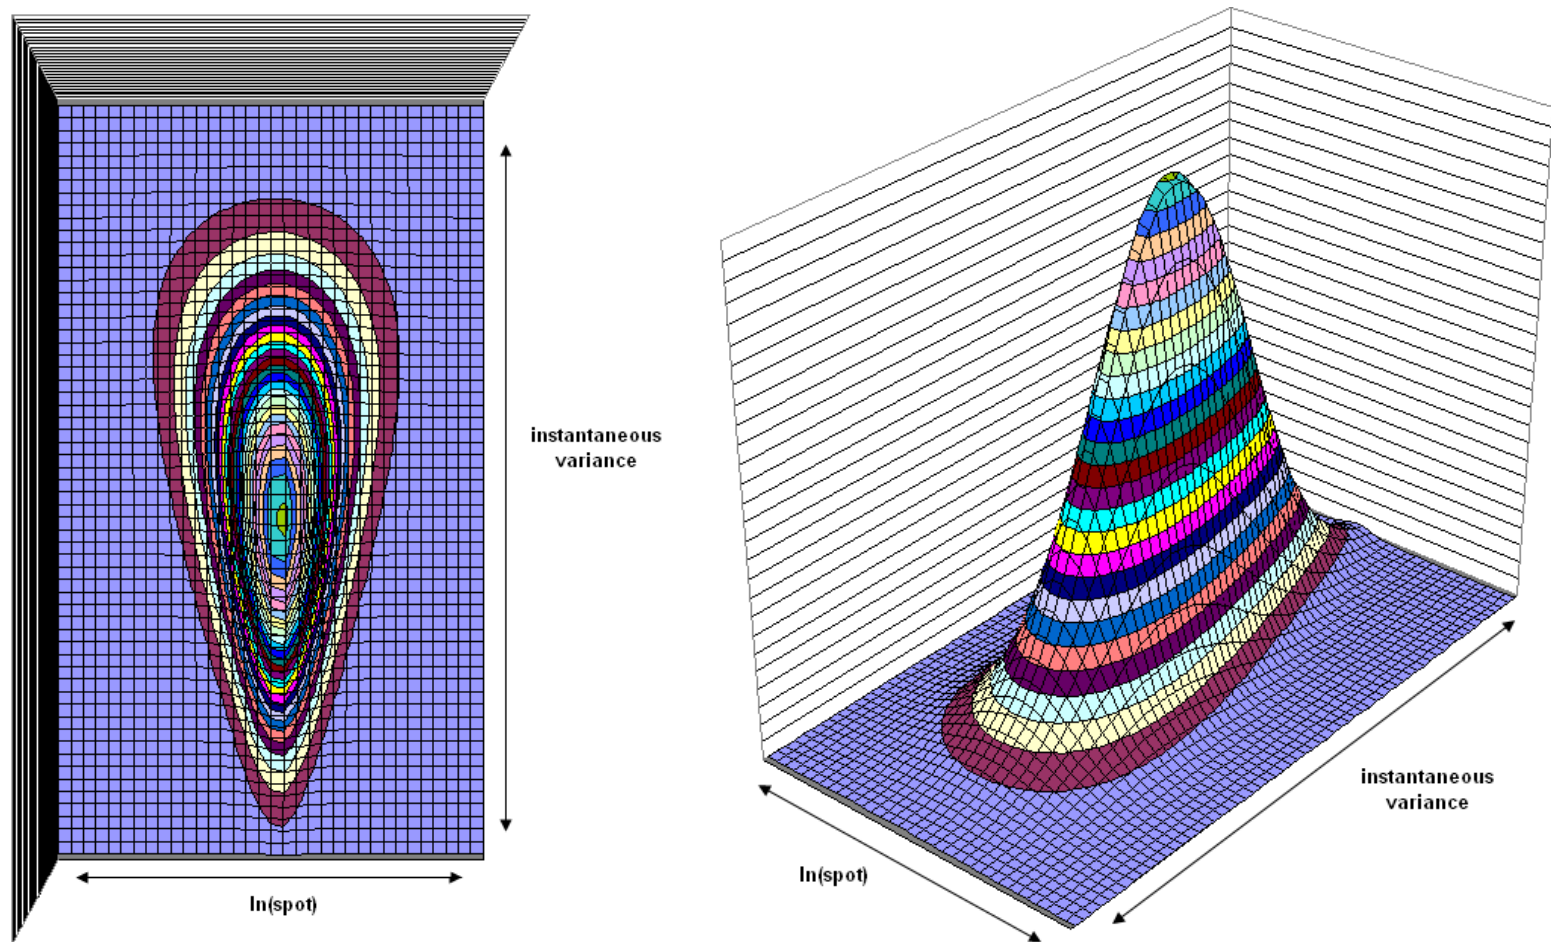 instantaneous
variance
ln(spot)
instantaneous
variance
ln(spot)